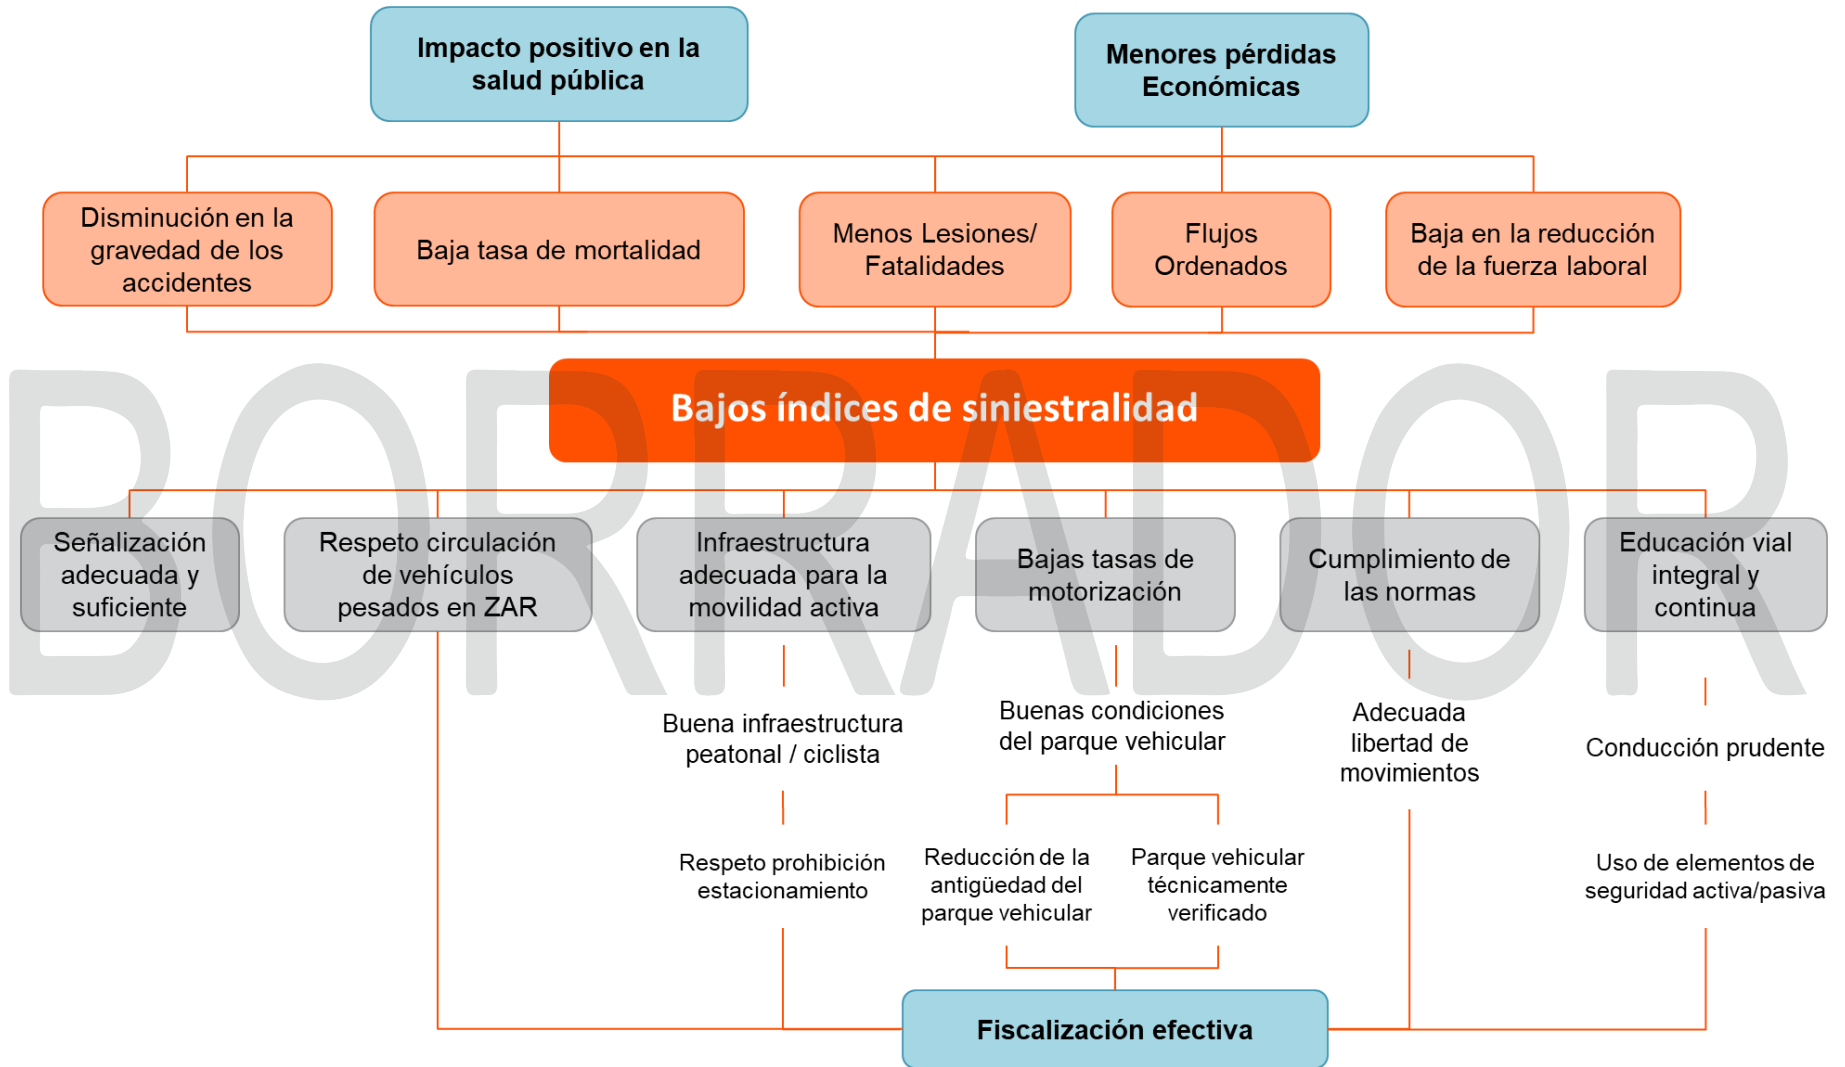 Impacto positivo en la
salud pública
Menores pérdidas
Económicas
Disminución en la
gravedad de los
accidentes
Baja tasa de mortalidad
Menos Lesiones/
Fatalidades
Flujos
Ordenados
Baja en la reducción
de la fuerza laboral
Bajos índices de siniestralidad
BORRADOR
Señalización
adecuada y
suficiente
Respeto circulación
de vehículos
pesados en ZAR
Infraestructura
adecuada para la
movilidad activa
Bajas tasas de
motorización
Cumplimiento de
las normas
Educación vial
integral y
continua
Buena infraestructura
peatonal / ciclista
Buenas condiciones
del parque vehicular
Adecuada
libertad de
movimientos
Conducción prudente
Respeto prohibición
estacionamiento
Reducción de la
antigüedad del
parque vehicular
Parque vehicular
técnicamente
verificado
Uso de elementos de
seguridad activa/pasiva
Fiscalización efectiva